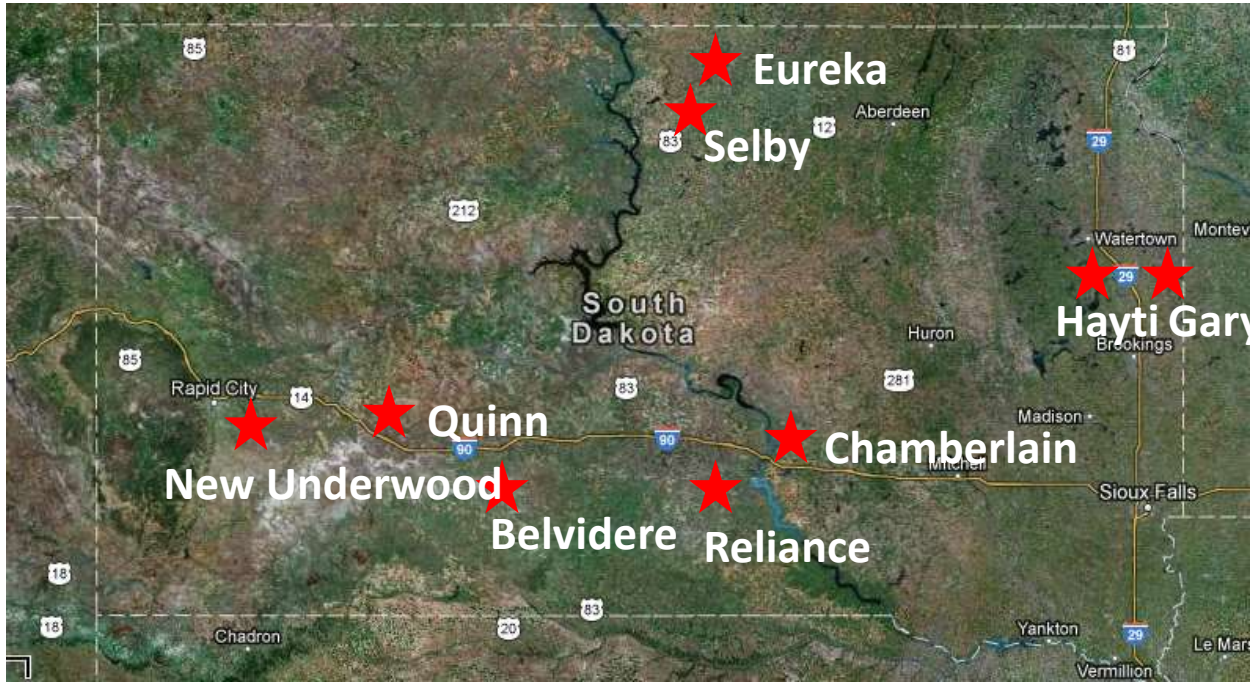 85
81
Eureka
Aberdeen
12
83
Selby
29
212
Watertown
Montev
29
South
Dakota
Hayti Gary
Huron
Brookings
85
Rapid City
83
281
14
Madison
Quinn
90
90
Chamberlain
Mitchell
New Underwood
Sioux Falls
Belvidere
Reliance
18
83
18
20
Chadron
Yankton
29
Le Mars
Vermillion